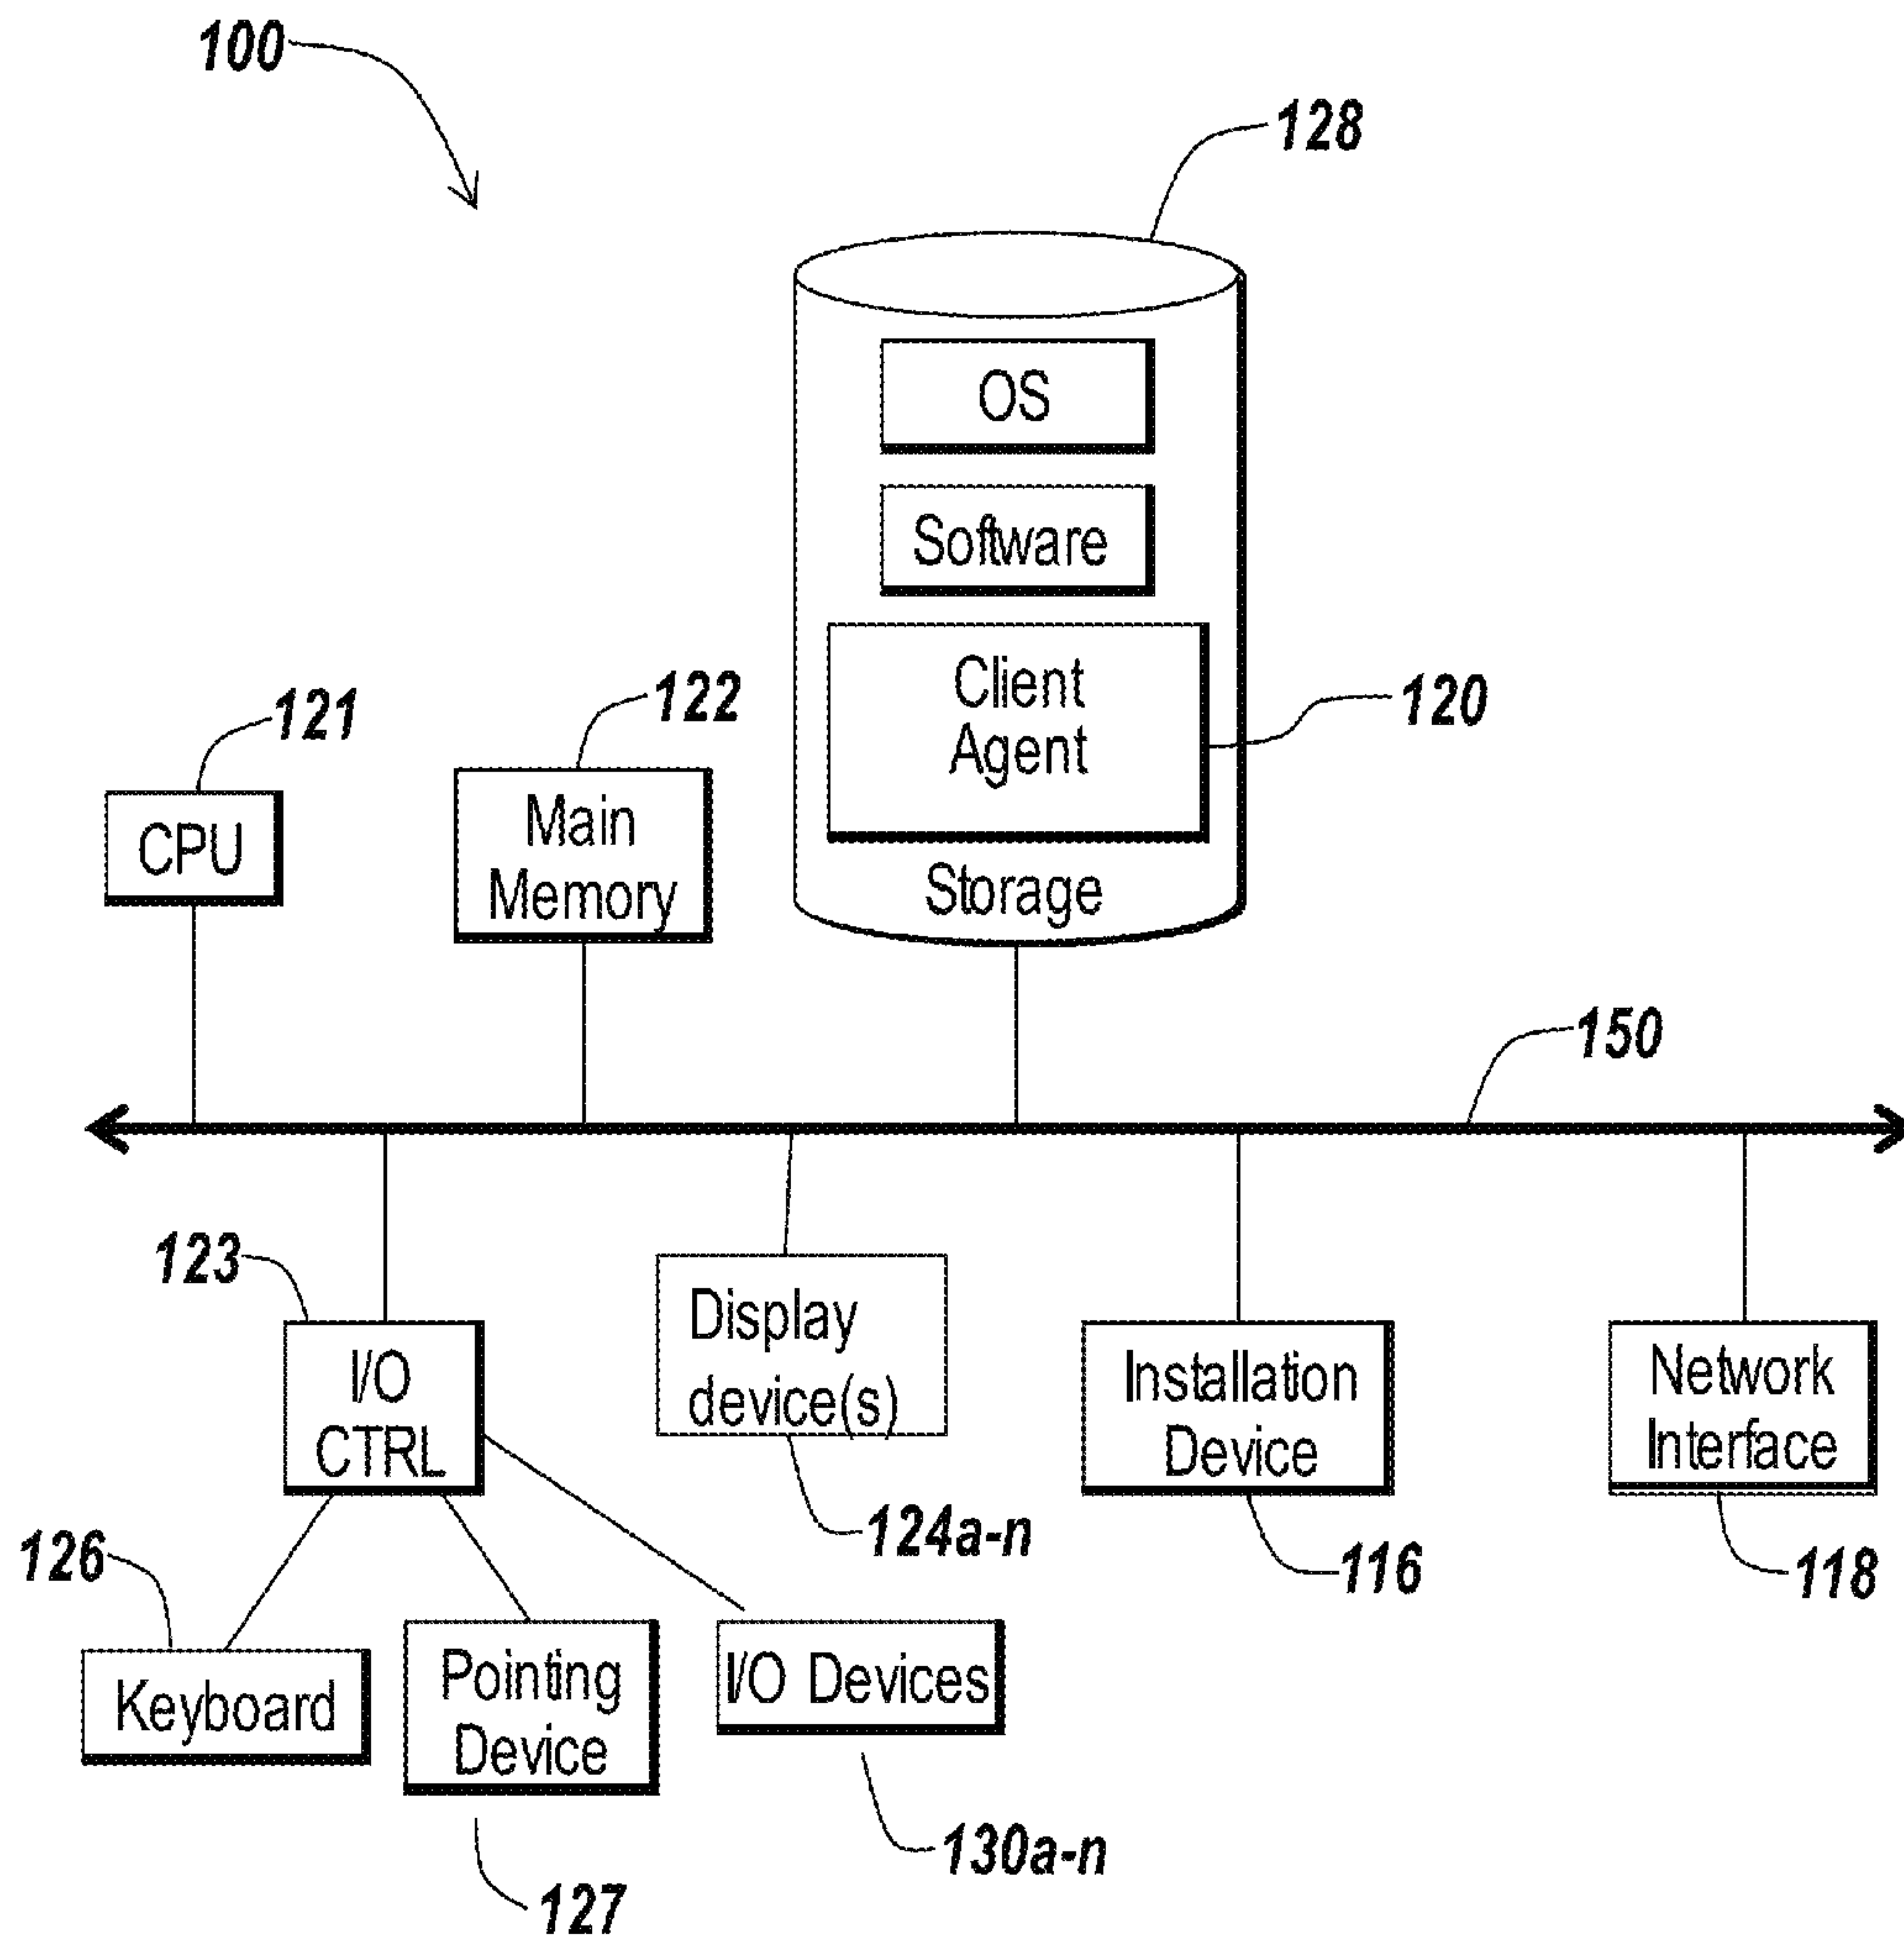 100
128
OS
Software
Client
Agent
120
122
121
Main
Memory
CPU
Storage
150
123
Display
device(s)
I/O
CTRL
Installation
Device
Network
Interface
124a-n
116
118
126
Keyboard
Pointing
Device
I/O Devices
130a-n
127